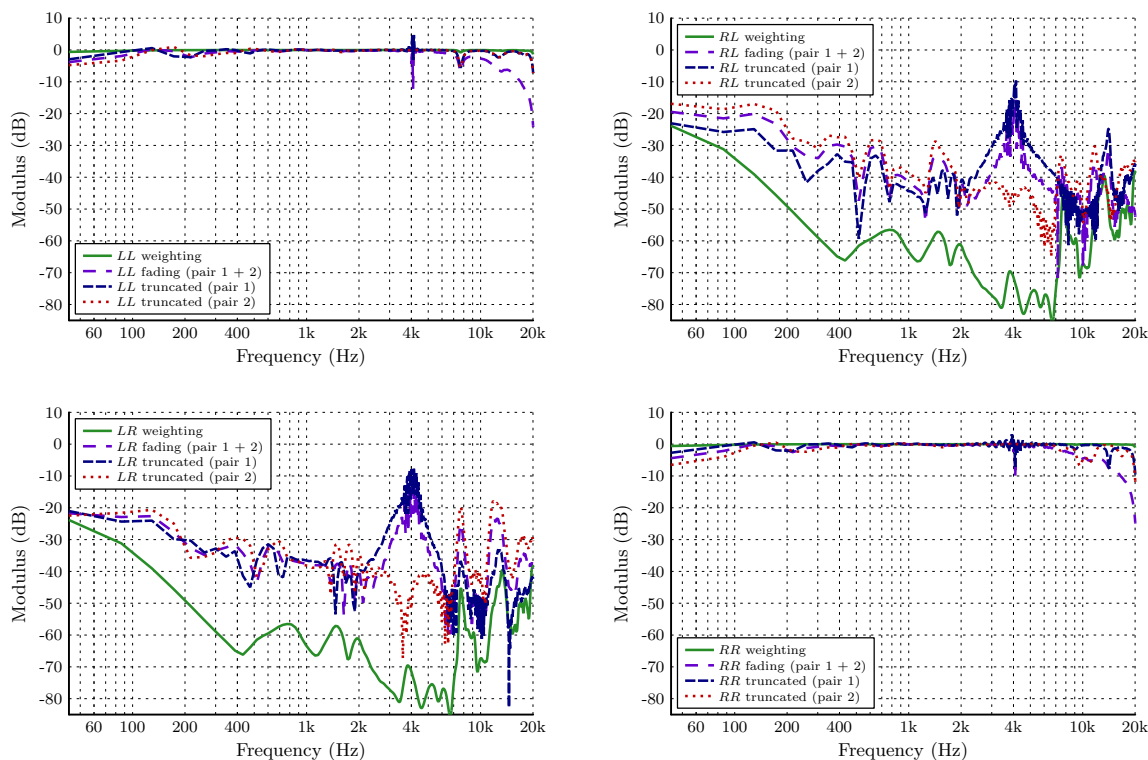 10
0
-10
-20
-30
-40
-50
-60
-70
-80
Modulus (dB)
LL weighting
LL fading (pair 1 + 2)
LL truncated (pair 1)
LL truncated (pair 2)
60 100 200 400 1k 2k 4k 10k 20k
Frequency (Hz)
10
0
-10
-20
-30
-40
-50
-60
-70
-80
Modulus (dB)
RL weighting
RL fading (pair 1 + 2)
RL truncated (pair 1)
RL truncated (pair 2)
60 100 200 400 1k 2k 4k 10k 20k
Frequency (Hz)
10
0
-10
-20
-30
-40
-50
-60
-70
-80
Modulus (dB)
LR weighting
LR fading (pair 1 + 2)
LR truncated (pair 1)
LR truncated (pair 2)
60 100 200 400 1k 2k 4k 10k 20k
Frequency (Hz)
10
0
-10
-20
-30
-40
-50
-60
-70
-80
Modulus (dB)
RR weighting
RR fading (pair 1 + 2)
RR truncated (pair 1)
RR truncated (pair 2)
60 100 200 400 1k 2k 4k 10k 20k
Frequency (Hz)